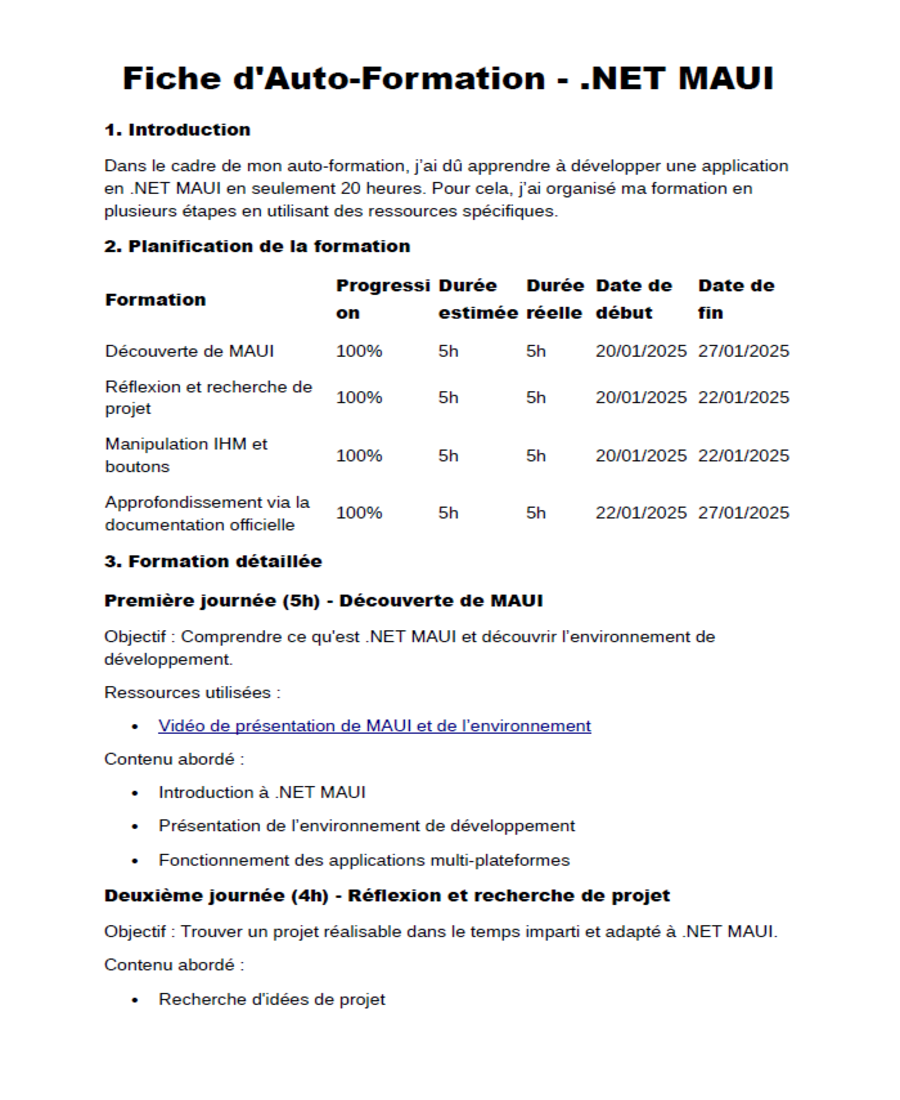 Fiche d'Auto-Formation - .NET MAUI
1. Introduction
Dans le cadre de mon auto-formation, j’ai dû apprendre à développer une application
en .NET MAUI en seulement 20 heures. Pour cela, j’ai organisé ma formation en
plusieurs étapes en utilisant des ressources spécifiques.
2. Planification de la formation
Formation Progressi on Durée estimée Durée réelle Date de début Date de fin
Découverte de MAUI 100% 5h 5h 20/01/2025 27/01/2025
Réflexion et recherche de projet 100% 5h 5h 20/01/2025 22/01/2025
Manipulation IHM et boutons 100% 5h 5h 20/01/2025 22/01/2025
Approfondissement via la documentation officielle 100% 5h 5h 22/01/2025 27/01/2025
3. Formation détaillée
Première journée (5h) - Découverte de MAUI
Objectif : Comprendre ce qu'est .NET MAUI et découvrir l’environnement de
développement.
Ressources utilisées :
• Vidéo de présentation de MAUI et de l’environnement
Contenu abordé :
• Introduction à .NET MAUI
• Présentation de l’environnement de développement
• Fonctionnement des applications multi-plateformes
Deuxième journée (4h) - Réflexion et recherche de projet
Objectif : Trouver un projet réalisable dans le temps imparti et adapté à .NET MAUI.
Contenu abordé :
• Recherche d'idées de projet